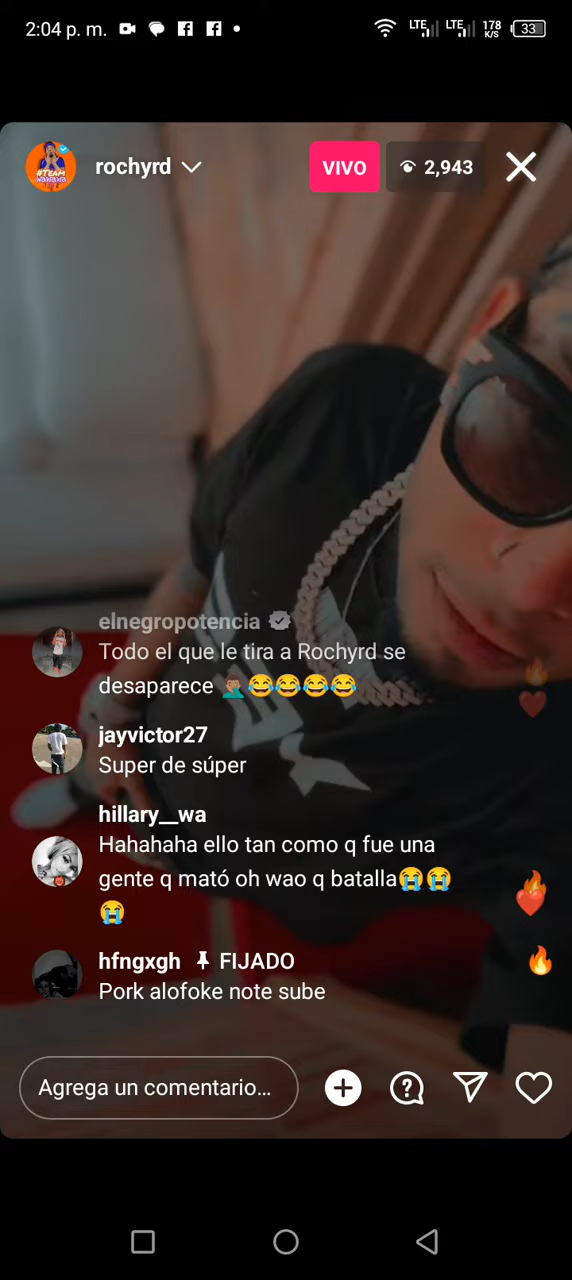 2:04 p. m.
LTE LTE 178 K/S 33
#TEAM
rochyrd
VIVO
2,943
elnegropotencia
Todo el que le tira a Rochyrd se
desaparece 🤦🏽‍♂️😂😂😂😂
jayvictor27
Super de súper
hillary__wa
Hahahaha ello tan como q fue una
gente q mató oh wao q batalla😭😭
😭
hfngxgh FIJADO
Pork alofoke note sube
Agrega un comentario...